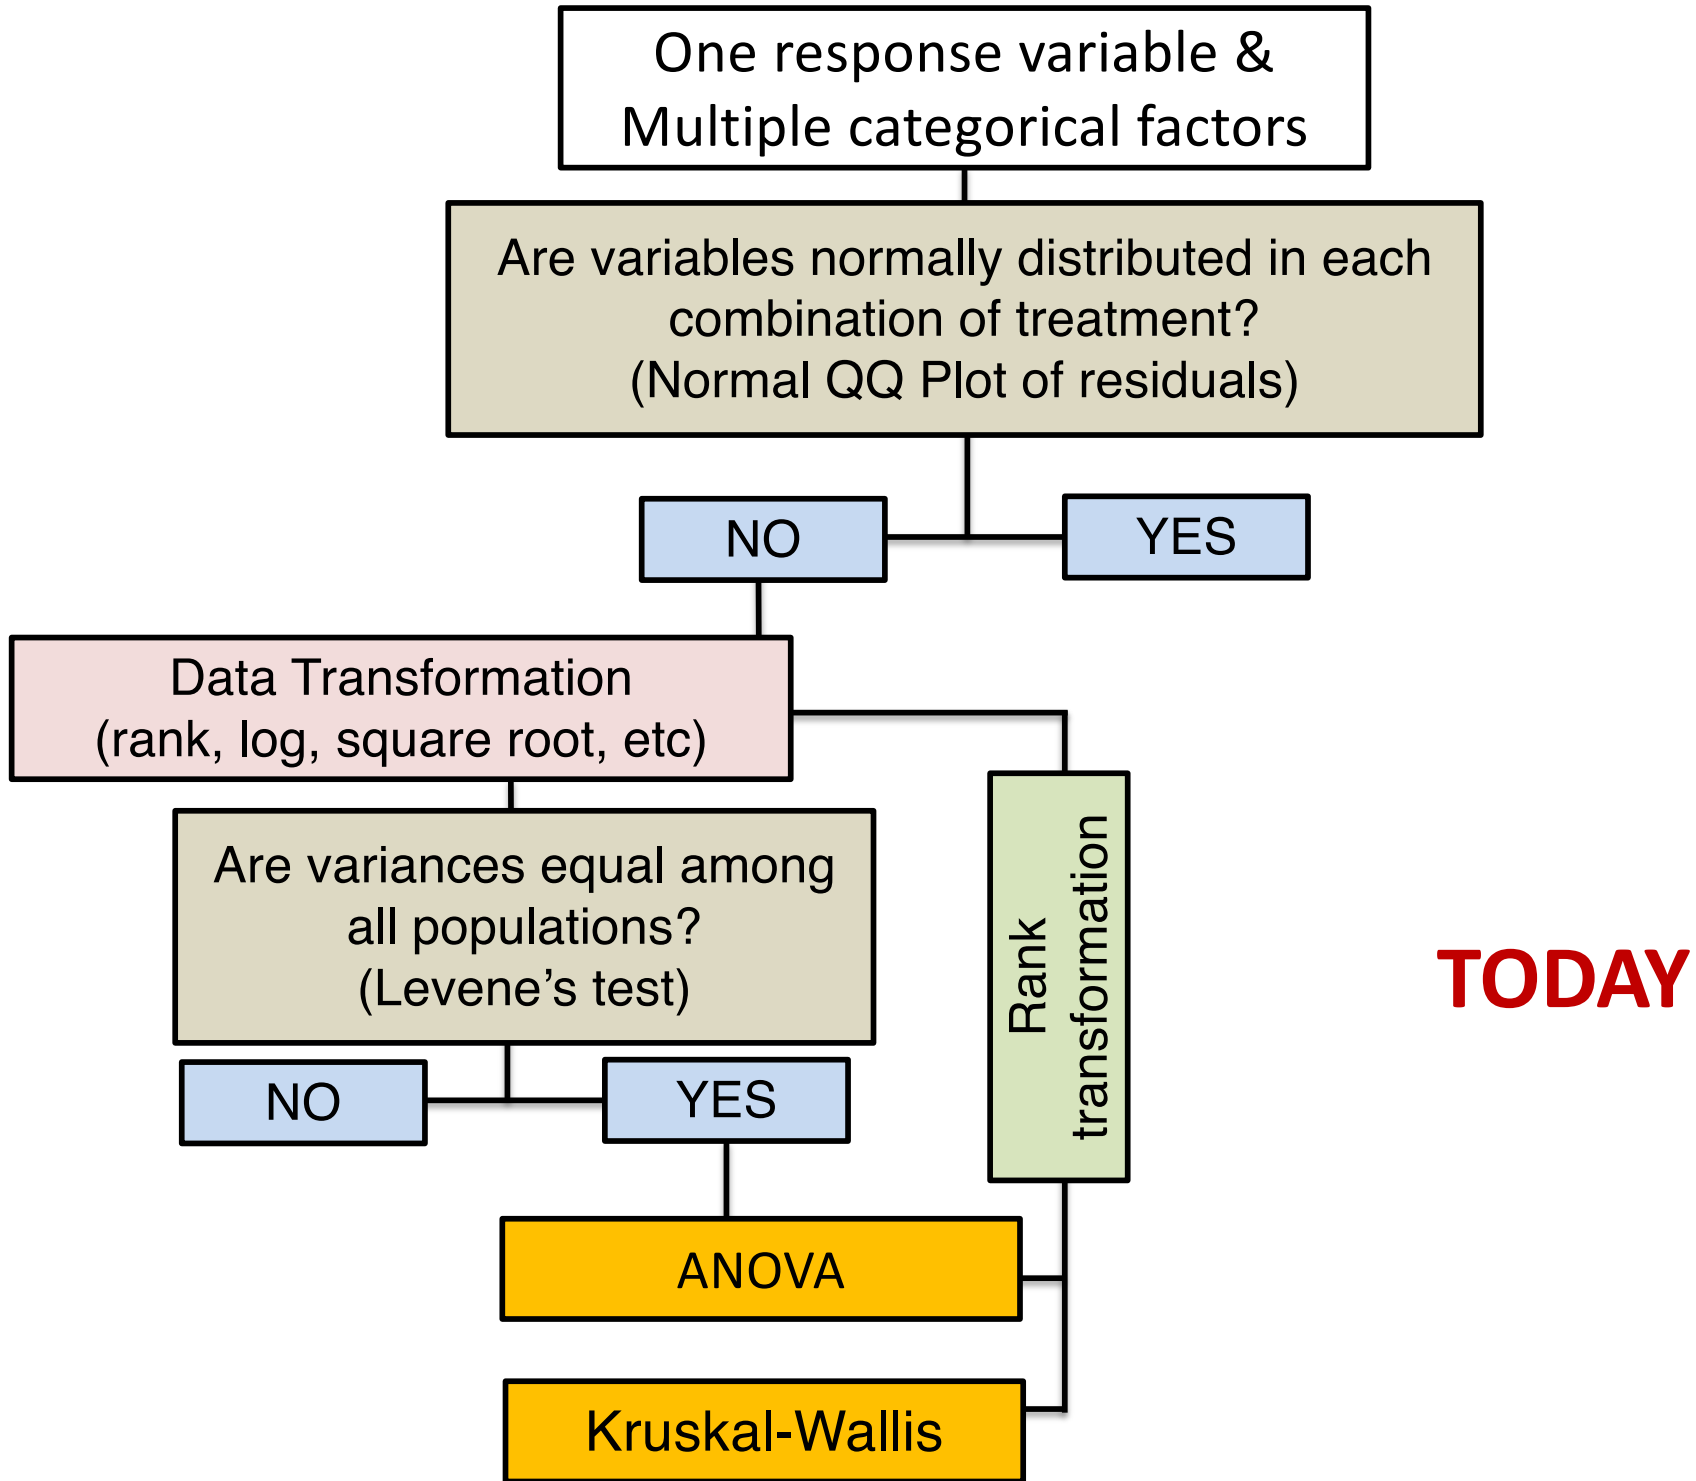 One response variable &
Multiple categorical factors
Are variables normally distributed in each
combination of treatment?
(Normal QQ Plot of residuals)
NO
YES
Data Transformation
(rank, log, square root, etc)
Are variances equal among
all populations?
(Levene’s test)
Rank
transformation
TODAY
NO
YES
ANOVA
Kruskal-Wallis